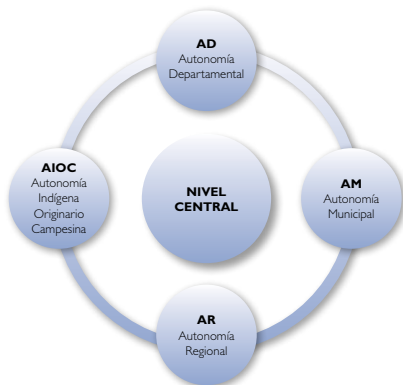 AD
Autonomía
Departamental
AIOC
Autonomía
Indígena
Originario
Campesina
NIVEL
CENTRAL
AM
Autonomía
Municipal
AR
Autonomía
Regional